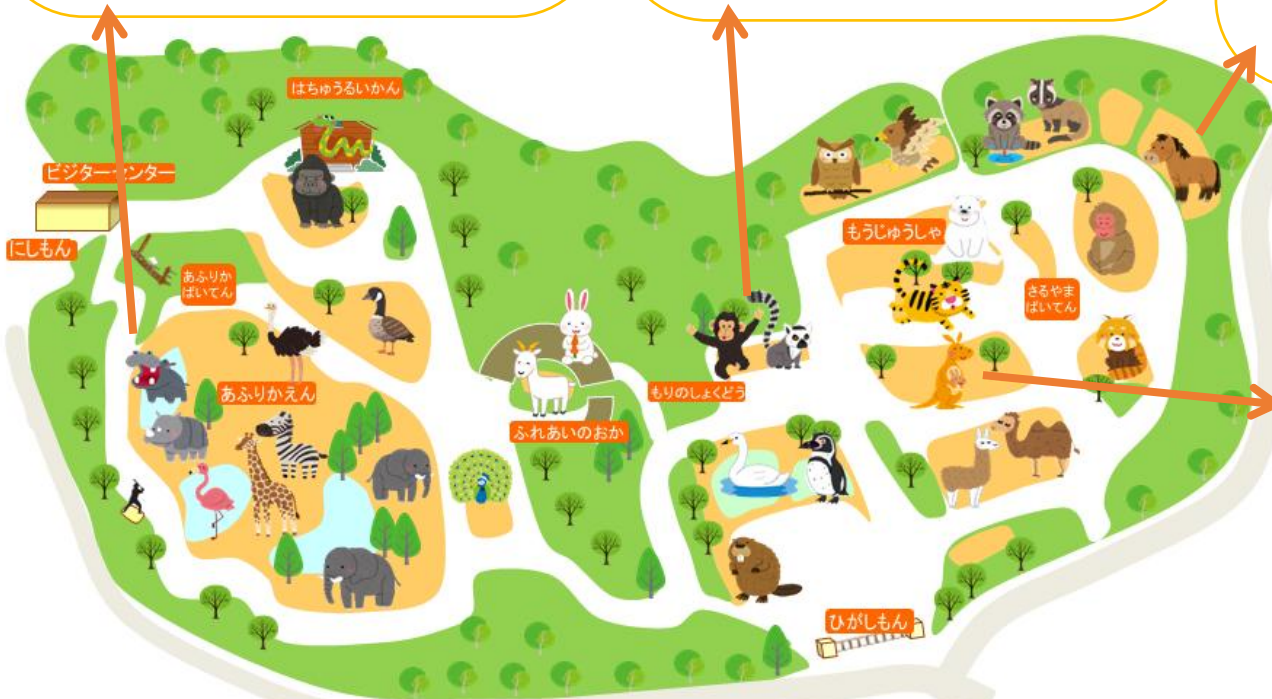 はちゅうるいかん
ビジターセンター
にしもん
もうじゅうしゃ
あふりか
ばいてん
さるやま
ばいてん
あふりかえん
もりのしょくどう
ふれあいのおか
ひがしもん